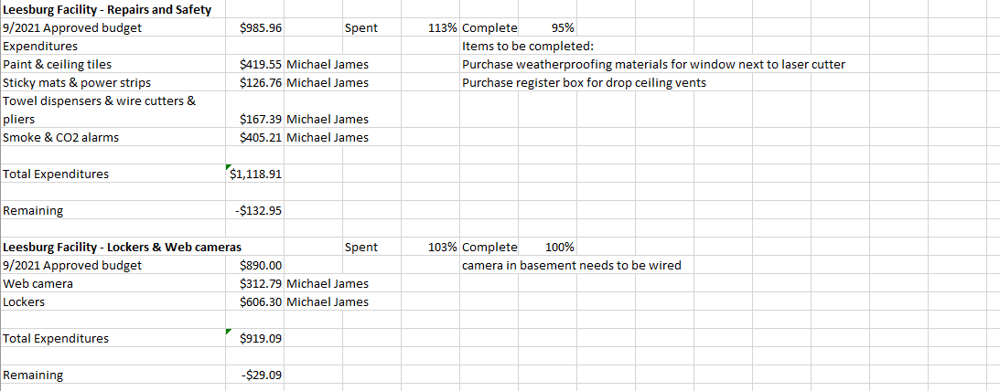 Leesburg Facility - Repairs and Safety
9/2021 Approved budget $985.96 Spent 113% Complete 95%
Expenditures Items to be completed:
Paint & ceiling tiles $419.55 Michael James Purchase weatherproofing materials for window next to laser cutter
Sticky mats & power strips $126.76 Michael James Purchase register box for drop ceiling vents
Towel dispensers & wire cutters &
pliers $167.39 Michael James
Smoke & CO2 alarms $405.21 Michael James
Total Expenditures $1,118.91
Remaining -$132.95
Leesburg Facility - Lockers & Web cameras Spent 103% Complete 100%
9/2021 Approved budget $890.00 camera in basement needs to be wired
Web camera $312.79 Michael James
Lockers $606.30 Michael James
Total Expenditures $919.09
Remaining -$29.09